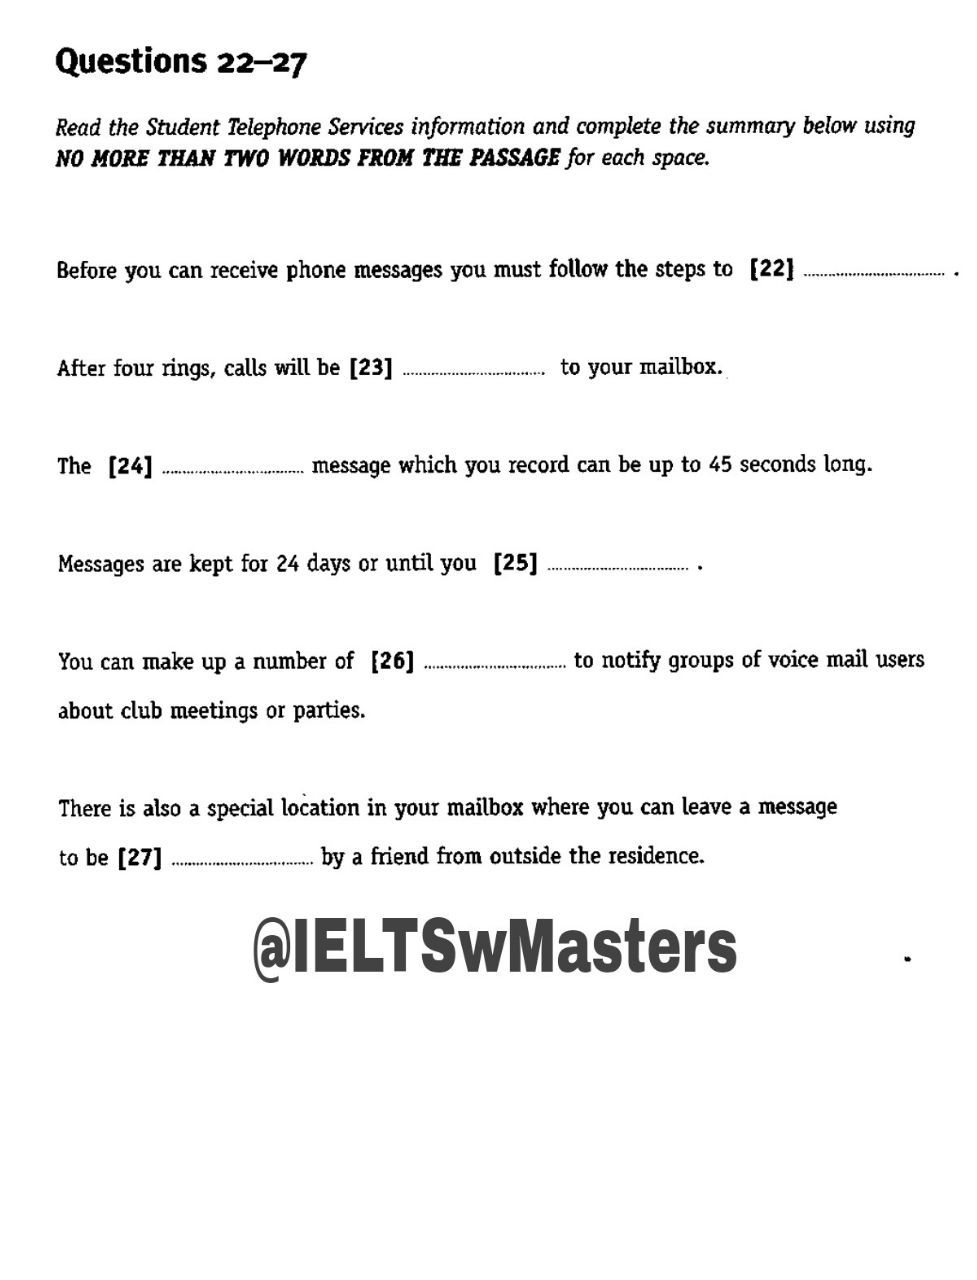 Questions 22–27
Read the Student Telephone Services information and complete the summary below using
NO MORE THAN TWO WORDS FROM THE PASSAGE for each space.
Before you can receive phone messages you must follow the steps to [22] .................................. .
After four rings, calls will be [23] .................................. to your mailbox.
The [24] .................................. message which you record can be up to 45 seconds long.
Messages are kept for 24 days or until you [25] .................................. .
You can make up a number of [26] .................................. to notify groups of voice mail users
about club meetings or parties.
There is also a special location in your mailbox where you can leave a message
to be [27] .................................. by a friend from outside the residence.
@IELTSwMasters